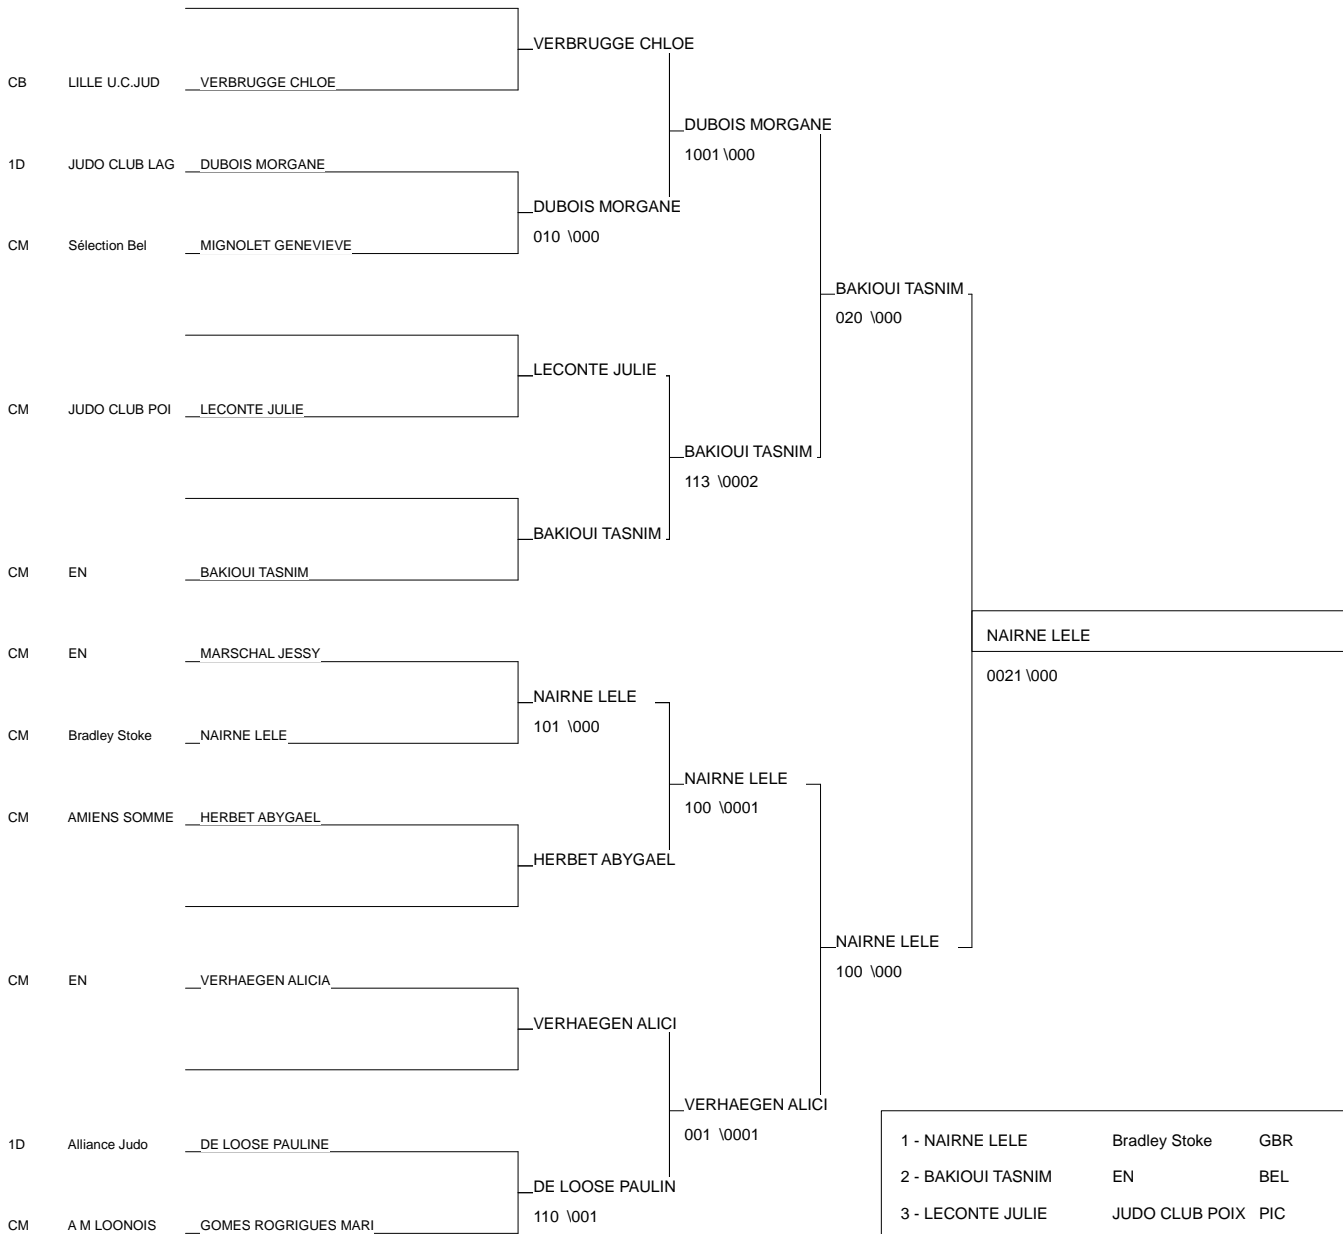 VERBRUGGE CHLOE
CB LILLE U.C.JUD VERBRUGGE CHLOE
DUBOIS MORGANE
1001 \000
1D JUDO CLUB LAG DUBOIS MORGANE
DUBOIS MORGANE
010 \000
CM Sélection Bel MIGNOLET GENEVIEVE
BAKIOUI TASNIM
020 \000
LECONTE JULIE
CM JUDO CLUB POI LECONTE JULIE
BAKIOUI TASNIM
113 \0002
BAKIOUI TASNIM
CM EN BAKIOUI TASNIM
NAIRNE LELE
0021 \000
CM EN MARSCHAL JESSY
NAIRNE LELE
101 \000
CM Bradley Stoke NAIRNE LELE
NAIRNE LELE
100 \0001
CM AMIENS SOMME HERBET ABYGAEL
HERBET ABYGAEL
NAIRNE LELE
100 \000
CM EN VERHAEGEN ALICIA
VERHAEGEN ALICI
VERHAEGEN ALICI
001 \0001
1D Alliance Judo DE LOOSE PAULINE
DE LOOSE PAULIN
110 \001
CM A M LOONOIS GOMES ROGRIGUES MARI
1 - NAIRNE LELE Bradley Stoke GBR
2 - BAKIOUI TASNIM EN BEL
3 - LECONTE JULIE JUDO CLUB POIX PIC